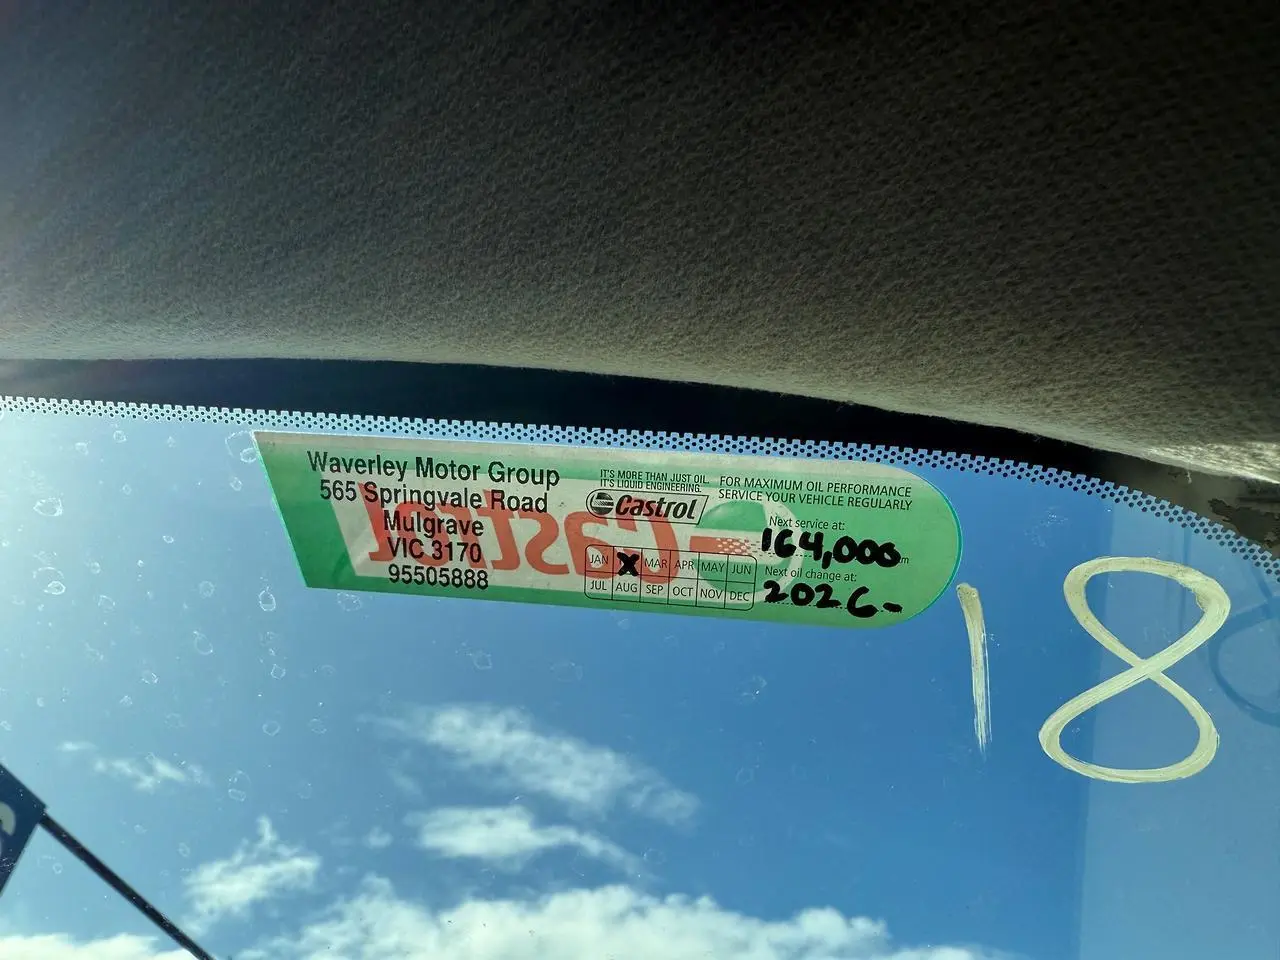 Waverley Motor Group
565 Springvale Road
Mulgrave
VIC 3170
95505888
IT'S MORE THAN JUST OIL
IT'S LIQUID ENGINEERING.
Castrol
FOR MAXIMUM OIL PERFORMANCE
SERVICE YOUR VEHICLE REGULARLY
Next service at:
164,000
JAN X MAR APR MAY JUN
JUL AUG SEP OCT NOV DEC
Next oil change at:
2026-
Castrol
18